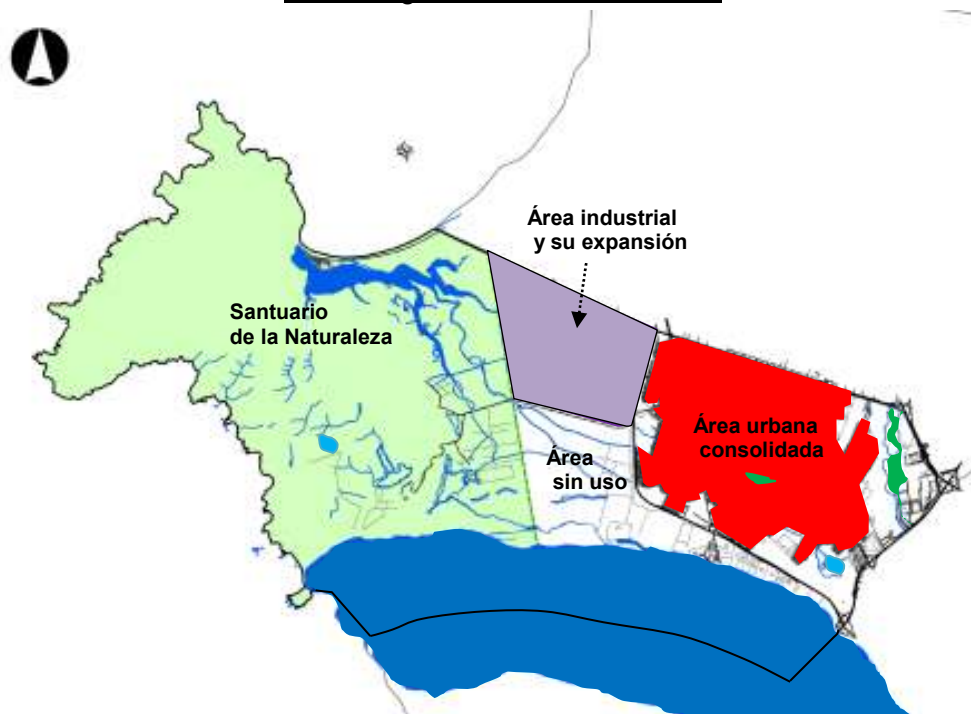 Área industrial
y su expansión
Santuario
de la Naturaleza
Área urbana
consolidada
Área
sin uso